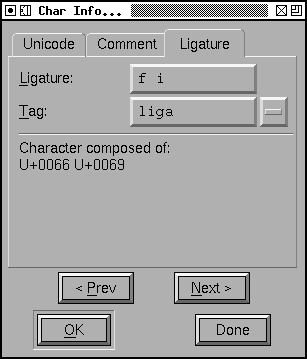 Char Info...
Unicode Comment Ligature
Ligature: f i
Tag: liga
Character composed of:
U+0066 U+0069
< Prev Next >
OK Done